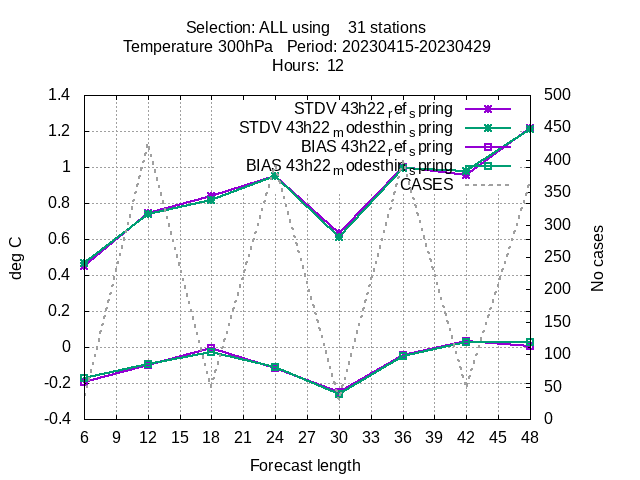 Selection: ALL using    31 stations
Temperature 300hPa   Period: 20230415-20230429
Hours:  12
1.4
1.2
1
0.8
0.6
0.4
0.2
0
-0.2
-0.4
deg C
STDV 43h22_ref_spring
STDV 43h22_modesthin_spring
BIAS 43h22_ref_spring
BIAS 43h22_modesthin_spring
CASES
500
450
400
350
300
250
200
150
100
50
0
No cases
6 9 12 15 18 21 24 27 30 33 36 39 42 45 48
Forecast length